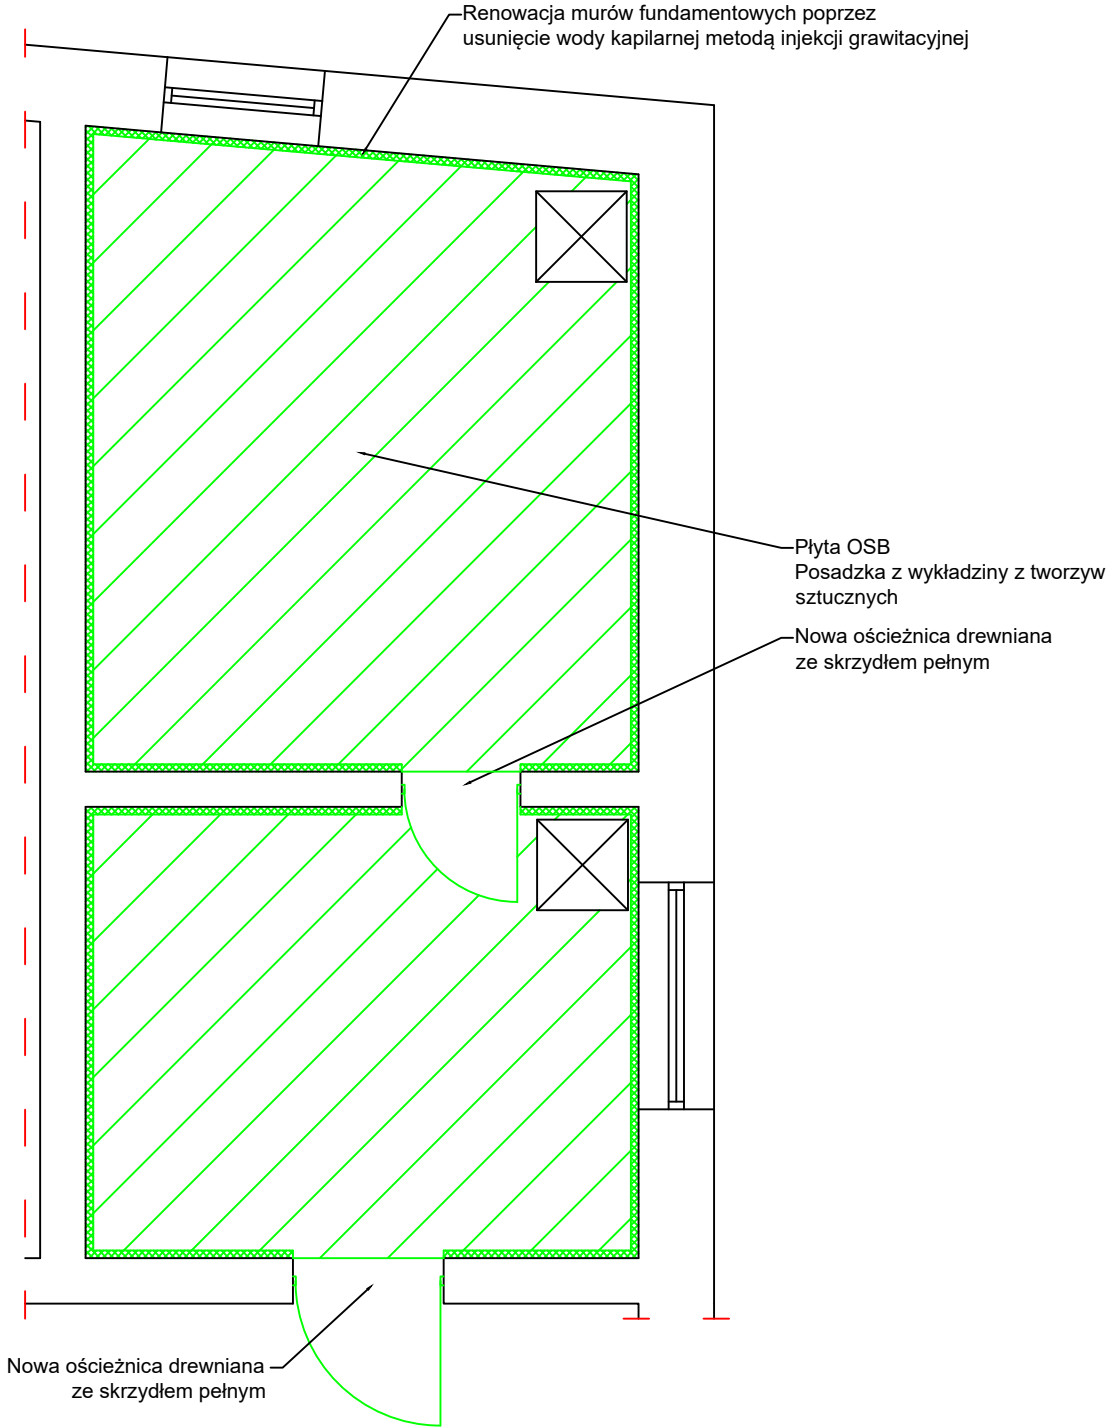 Renowacja murów fundamentowych poprzez
usunięcie wody kapilarnej metodą injekcji grawitacyjnej
Płyta OSB
Posadzka z wykładziny z tworzyw
sztucznych
Nowa ościeżnica drewniana
ze skrzydłem pełnym
Nowa ościeżnica drewniana
ze skrzydłem pełnym